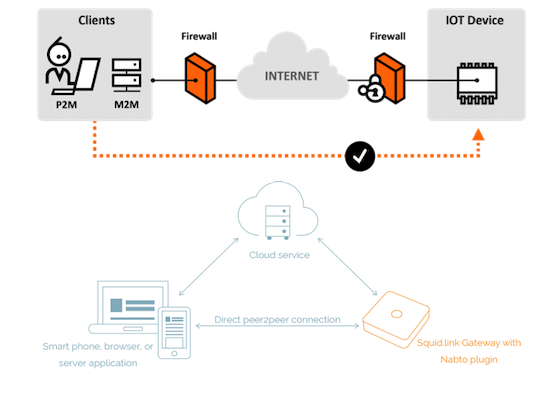 Clients
IOT Device
Firewall
Firewall
INTERNET
P2M
M2M
Cloud service
Direct peer2peer connection
Smart phone, browser, or
server application
Squid.link Gateway with
Nabto plugin